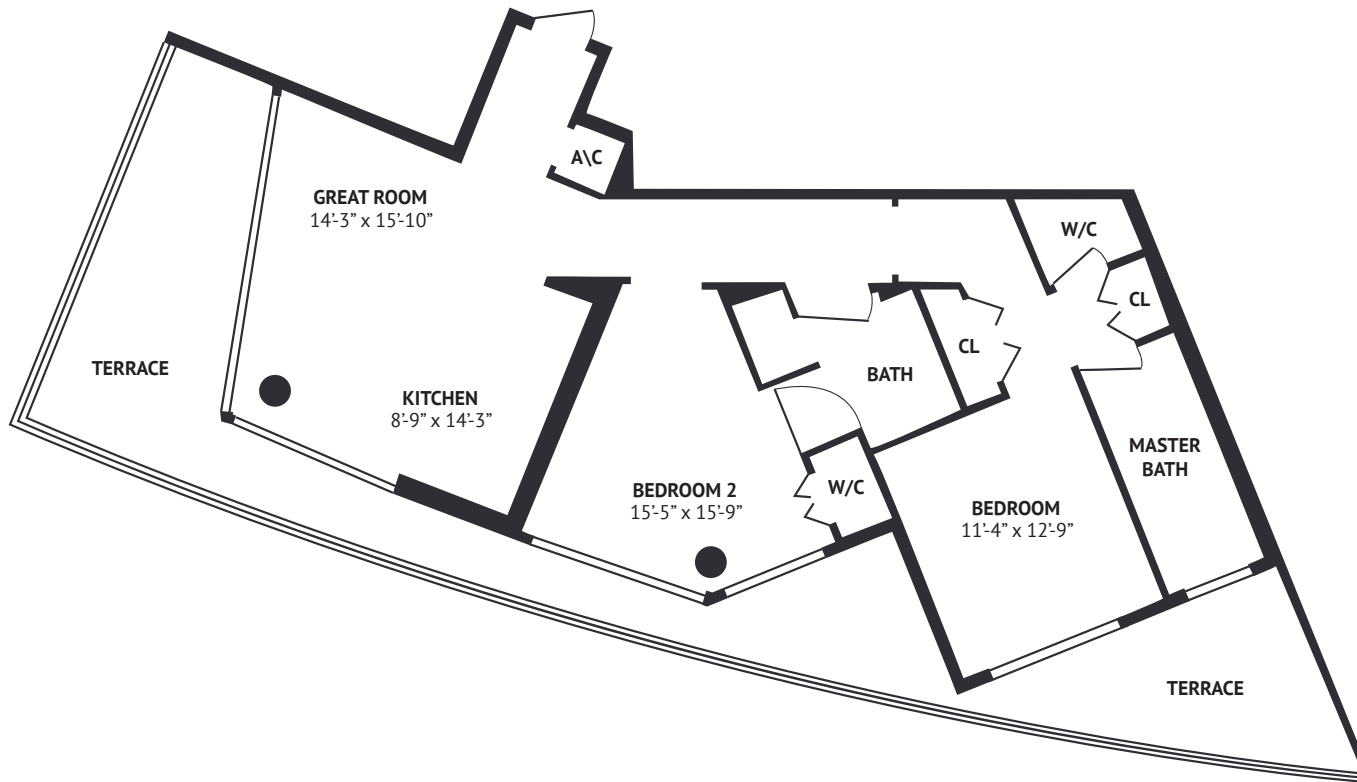 A\C
GREAT ROOM
14'-3” x 15'-10”
W/C
CL
CL
TERRACE
BATH
KITCHEN
8'-9” x 14'-3”
MASTER
BATH
BEDROOM 2
15'-5” x 15'-9”
W/C
BEDROOM
11'-4” x 12'-9”
TERRACE